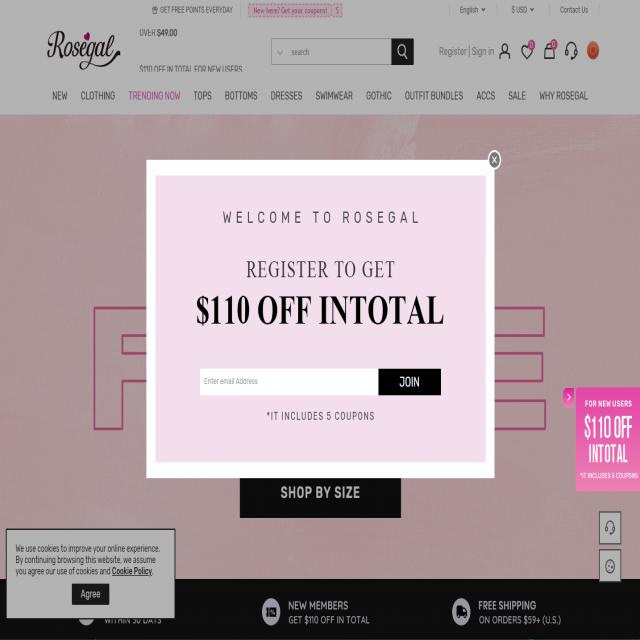 GET FREE POINTS EVERYDAY
New here? Get your coupons!
English
$ USD
Contact Us
Rosegal
OVER $49.00
$110 OFF IN TOTAL FOR NEW USERS
search
Register | Sign in
0
0
NEW CLOTHING TRENDING NOW TOPS BOTTOMS DRESSES SWIMWEAR GOTHIC OUTFIT BUNDLES ACCS SALE WHY ROSEGAL
WELCOME TO ROSEGAL
REGISTER TO GET
$110 OFF INTOTAL
Enter email Address
JOIN
*IT INCLUDES 5 COUPONS
FOR NEW USERS
$110 OFF
INTOTAL
*IT INCLUDES 5 COUPONS
SHOP BY SIZE
We use cookies to improve your online experience.
By continuing browsing this website, we assume
you agree our use of cookies and Cookie Policy.
Agree
WITHIN 30 DAYS
NEW MEMBERS
GET $110 OFF IN TOTAL
FREE SHIPPING
ON ORDERS $59+ (U.S.)